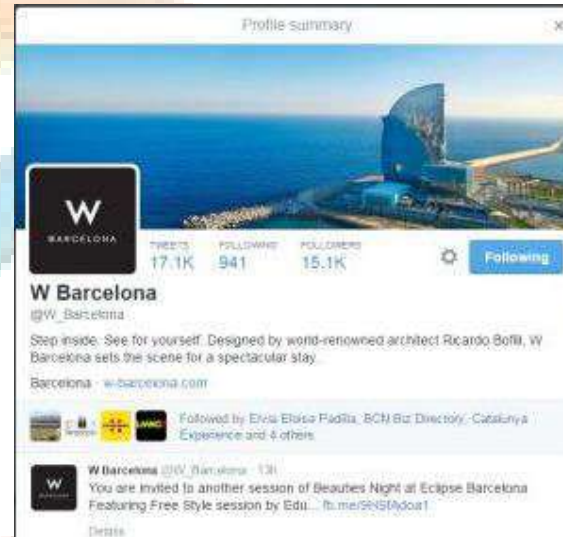 Profile summary
W
BARCELONA
TWEETS FOLLOWING FOLLOWERS
17.1K 941 15.1K
Following
W Barcelona
@W_Barcelona
Step inside. See for yourself. Designed by world-renowned architect Ricardo Bofill, W
Barcelona sets the scene for a spectacular stay.
Barcelona · w-barcelona.com
Followed by Elvia Eloisa Padilla, BCN Biz Directory, Catalunya
Experience and 4 others
W
W Barcelona @W_Barcelona · 13h
You are invited to another session of Beauties Night at Eclipse Barcelona
Featuring Free Style session by Edu...
Details